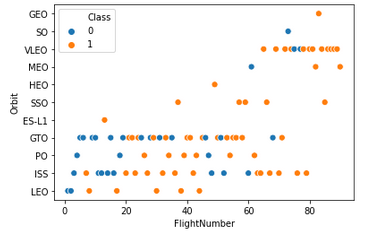 GEO
SO
VLEO
MEO
HEO
SSO
ES-L1
GTO
PO
ISS
LEO
Orbit
Class
0
1
0 20 40 60 80
FlightNumber